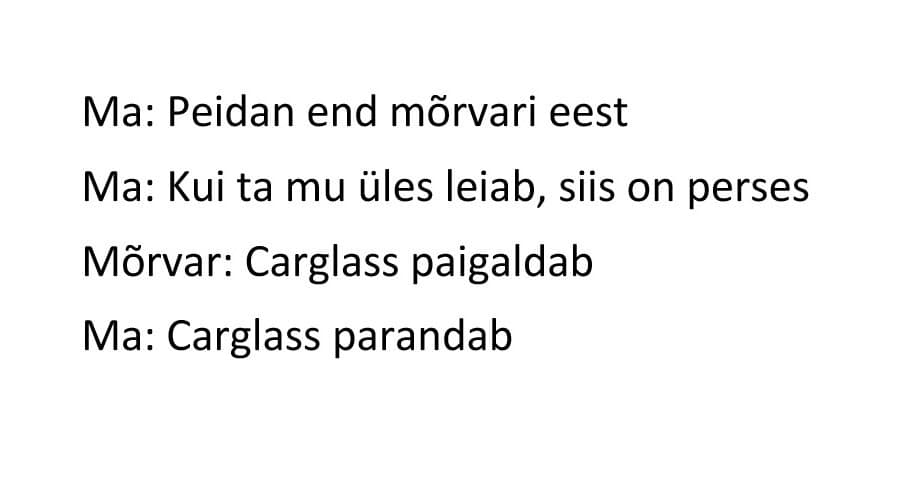 Ma: Peidan end mõrvari eest
Ma: Kui ta mu üles leiab, siis on perses
Mõrvar: Carglass paigaldab
Ma: Carglass parandab